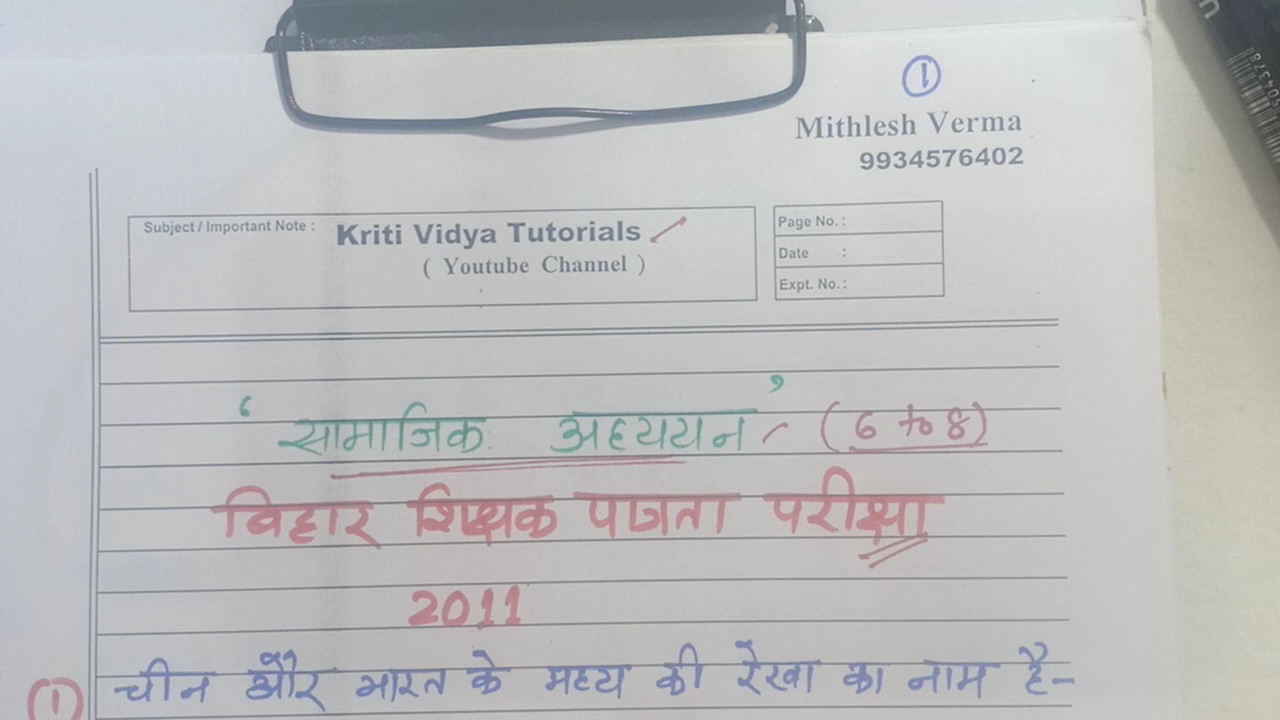 ①
Mithlesh Verma
9934576402
Subject / Important Note : Kriti Vidya Tutorials
( Youtube Channel )
Page No. :
Date :
Expt. No. :
‘ सामाजिक अध्ययन ’ (6 to 8)
बिहार शिक्षक पात्रता परीक्षा
2011
① चीन और भारत के मध्य की रेखा का नाम है-